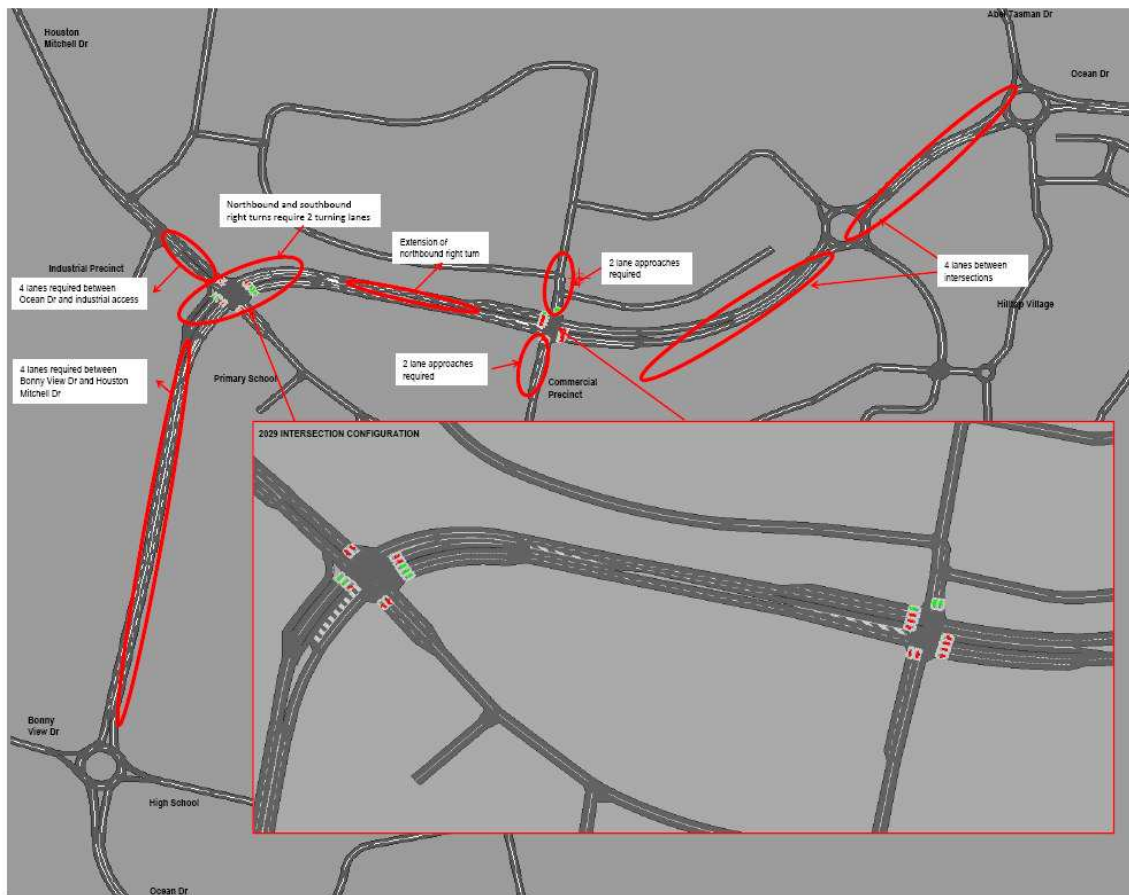 Houston
Mitchell Dr
Abel Tasman Dr
Ocean Dr
Northbound and southbound
right turns require 2 turning lanes
Extension of
northbound right turn
2 lane approaches
required
Industrial Precinct
4 lanes required between
Ocean Dr and industrial access
4 lanes between
intersections
Hilltop Village
4 lanes required between
Bonny View Dr and Houston
Mitchell Dr
Primary School
2 lane approaches
required
Commercial
Precinct
2029 INTERSECTION CONFIGURATION
Bonny
View Dr
High School
Ocean Dr